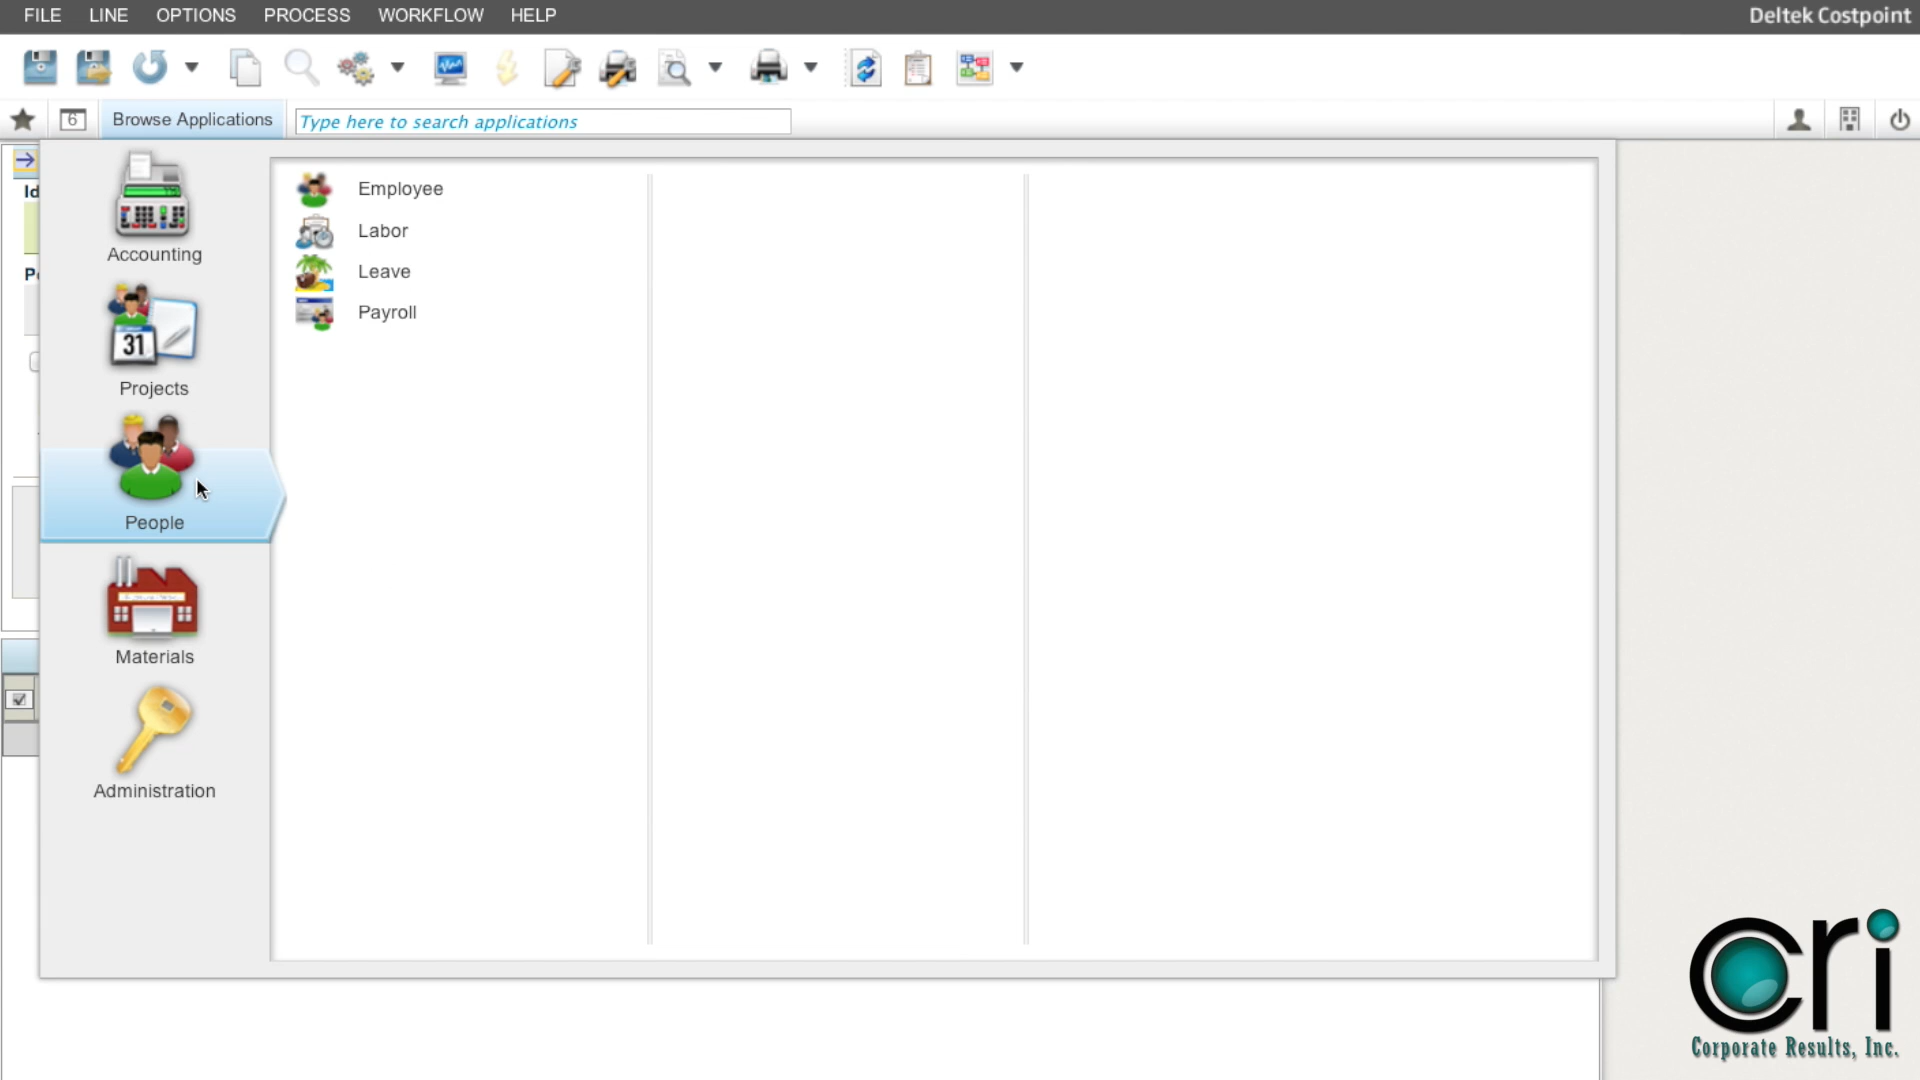 FILE LINE OPTIONS PROCESS WORKFLOW HELP Deltek Costpoint
6 Browse Applications Type here to search applications
Id
Accounting
31
Projects
People
Materials
Administration
Employee
Labor
Leave
Payroll
cri
Corporate Results, Inc.